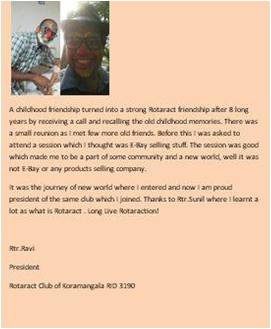 A childhood friendship turned into a strong Rotaract friendship after 8 long
years by receiving a call and recalling the old childhood memories. There was
a small reunion as I met few more old friends. Before this I was asked to
attend a session which I thought was E-Bay selling stuff. The session was good
which made me to be a part of some community and a new world, well it was
not E-Bay or any products selling company.
It was the journey of new world where i entered and now I am proud
president of the same club which I joined. Thanks to Rtr.Sunil where I learnt a
lot as what is Rotaract . Long Live Rotaraction!
Rtr.Ravi
President
Rotaract Club of Koramangala RID 3190